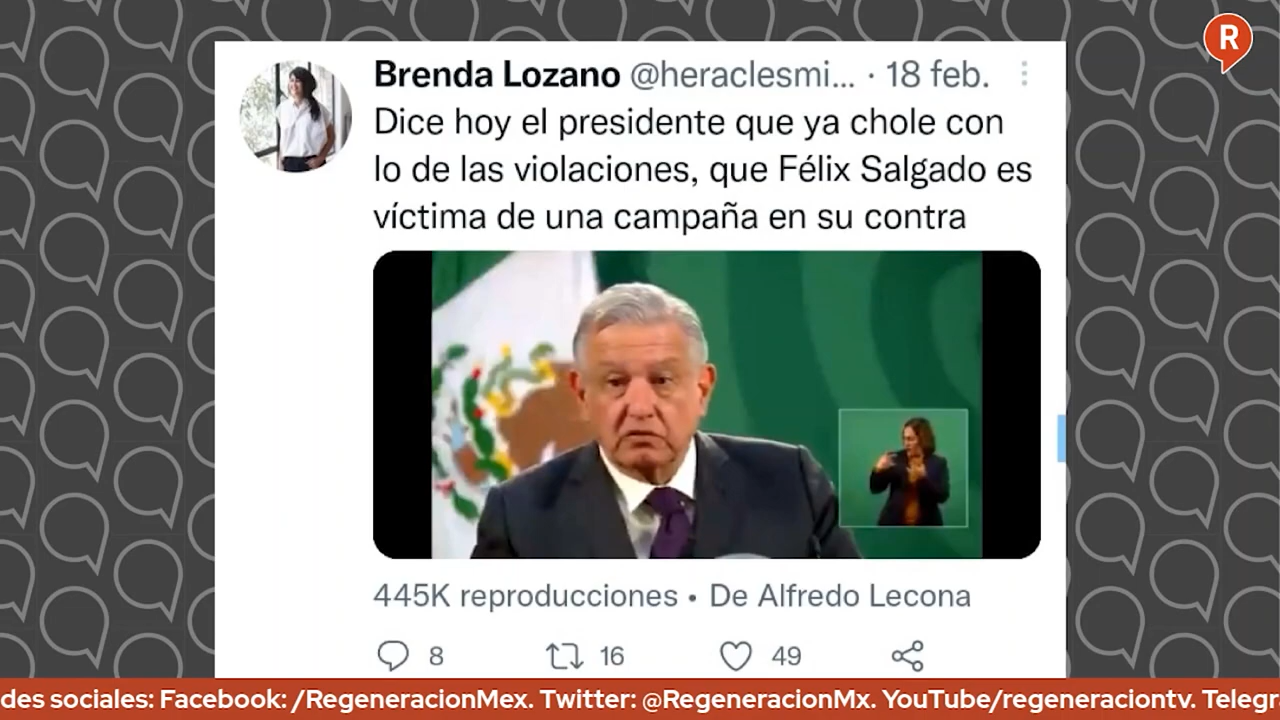 R
Brenda Lozano @heraclesmi... · 18 feb.
Dice hoy el presidente que ya chole con
lo de las violaciones, que Félix Salgado es
víctima de una campaña en su contra
445K reproducciones • De Alfredo Lecona
8 16 49
des sociales: Facebook: /RegeneracionMex. Twitter: @RegeneracionMx. YouTube/regeneraciontv. Telegr